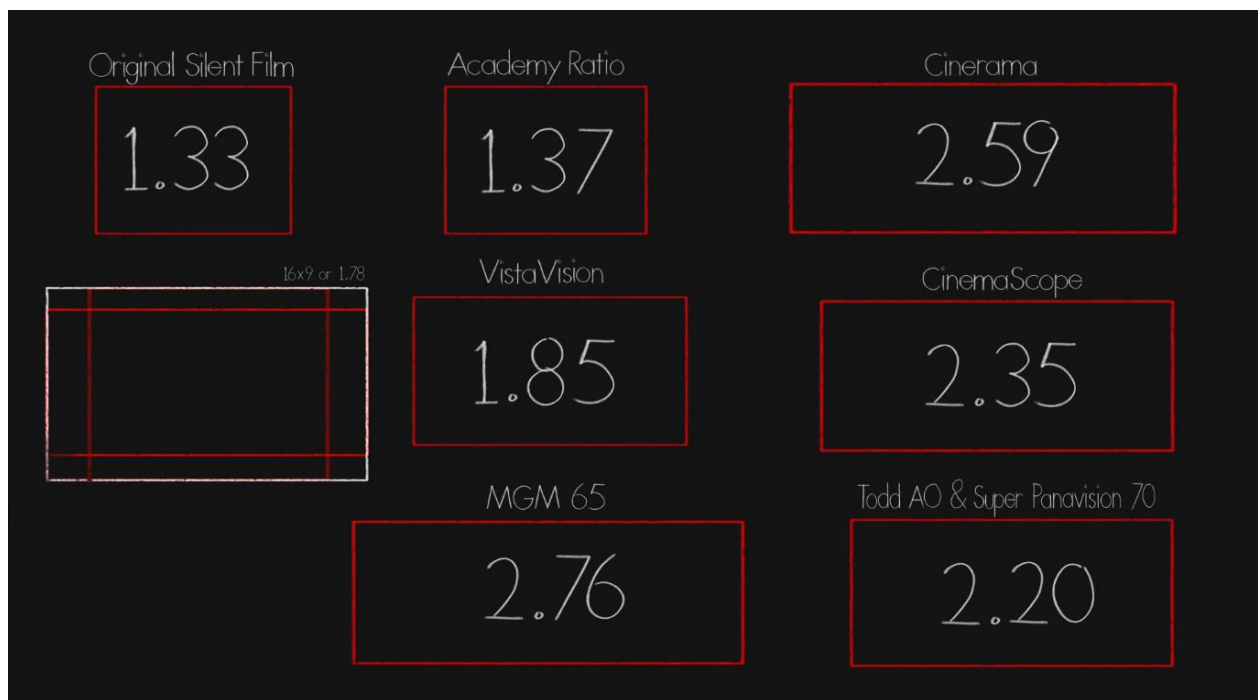 Original Silent Film
1.33
Academy Ratio
1.37
Cinerama
2.59
16x9 or 1.78
VistaVision
1.85
CinemaScope
2.35
MGM 65
2.76
Todd AO & Super Panavision 70
2.20